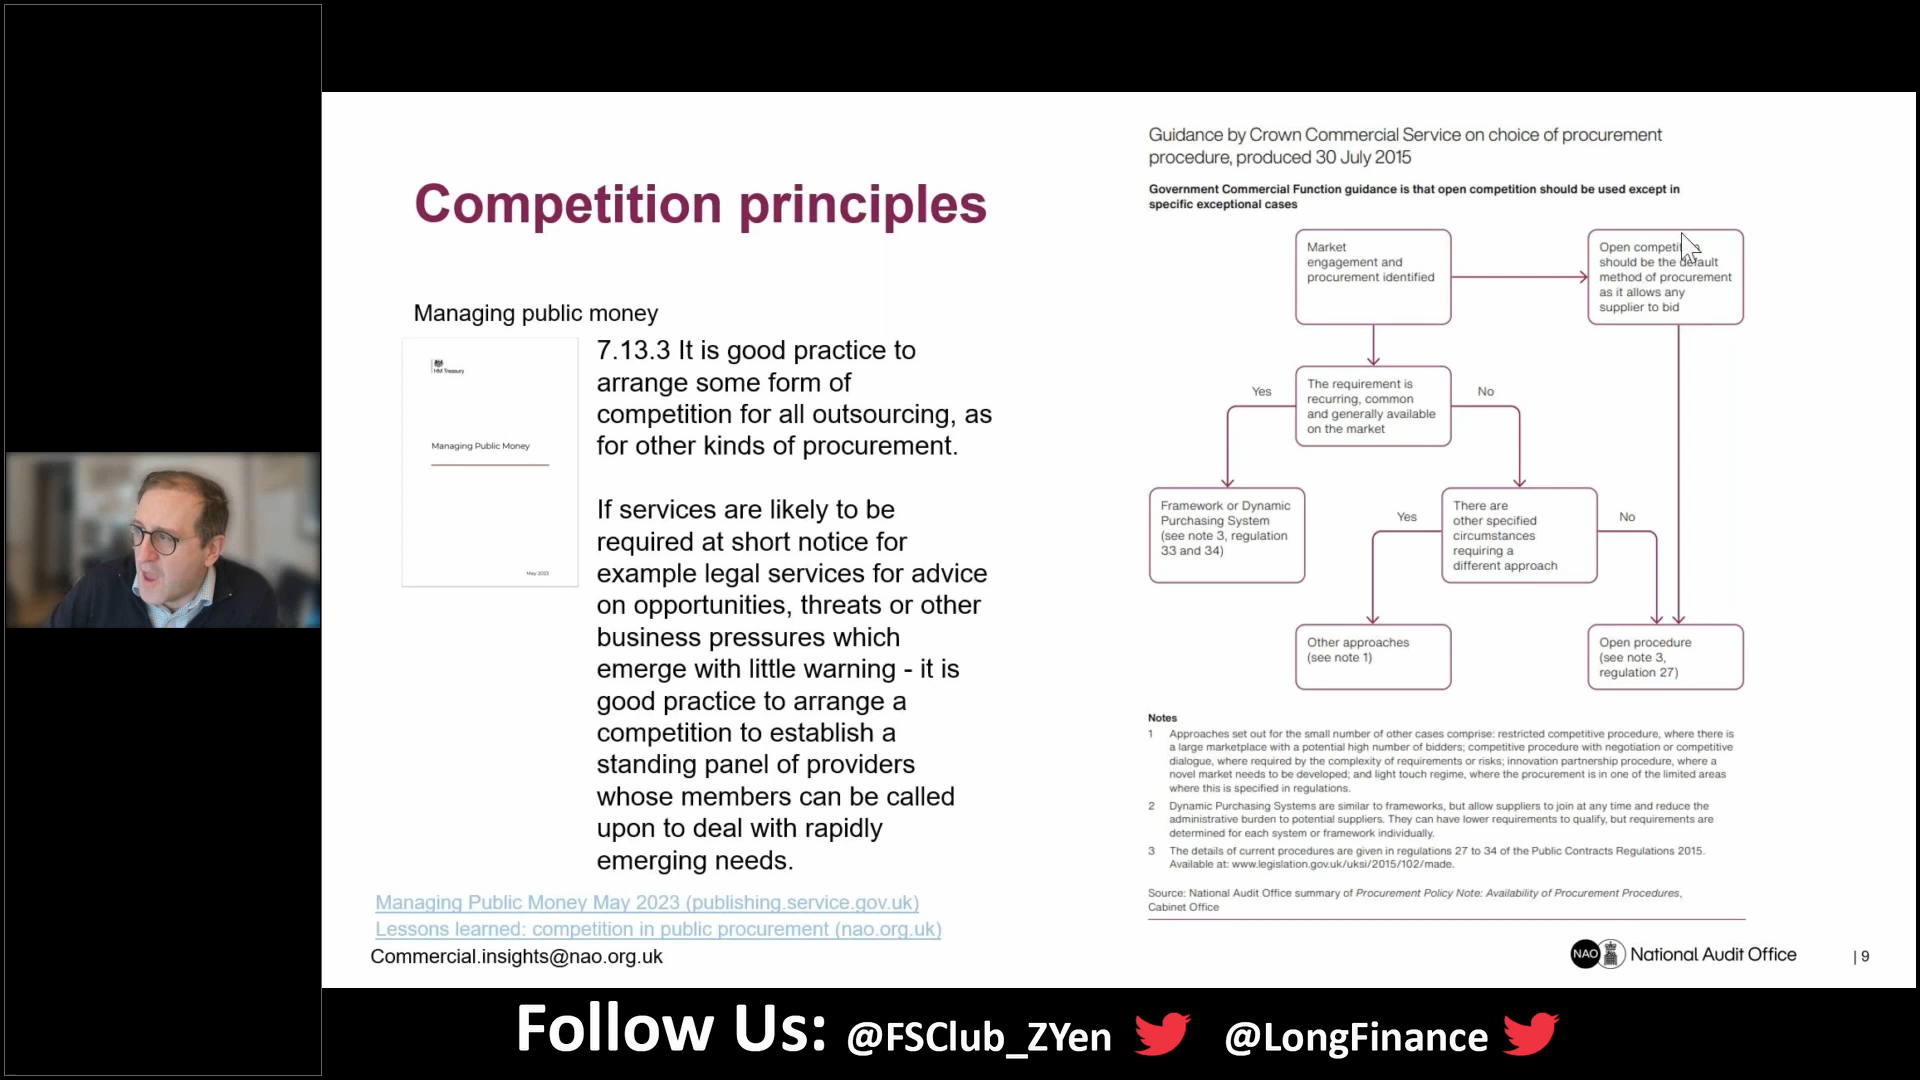 Competition principles
Managing public money
HM Treasury
Managing Public Money
May 2023
7.13.3 It is good practice to
arrange some form of
competition for all outsourcing, as
for other kinds of procurement.
If services are likely to be
required at short notice for
example legal services for advice
on opportunities, threats or other
business pressures which
emerge with little warning - it is
good practice to arrange a
competition to establish a
standing panel of providers
whose members can be called
upon to deal with rapidly
emerging needs.
Managing Public Money May 2023 (publishing.service.gov.uk)
Lessons learned: competition in public procurement (nao.org.uk)
Commercial.insights@nao.org.uk
Guidance by Crown Commercial Service on choice of procurement
procedure, produced 30 July 2015
Government Commercial Function guidance is that open competition should be used except in
specific exceptional cases
Market
engagement and
procurement identified
Open competition
should be the default
method of procurement
as it allows any
supplier to bid
Yes
The requirement is
recurring, common
and generally available
on the market
No
Framework or Dynamic
Purchasing System
(see note 3, regulation
33 and 34)
Yes
There are
other specified
circumstances
requiring a
different approach
No
Other approaches
(see note 1)
Open procedure
(see note 3,
regulation 27)
Notes
1 Approaches set out for the small number of other cases comprise: restricted competitive procedure, where there is
a large marketplace with a potential high number of bidders; competitive procedure with negotiation or competitive
dialogue, where required by the complexity of requirements or risks; innovation partnership procedure, where a
novel market needs to be developed; and light touch regime, where the procurement is in one of the limited areas
where this is specified in regulations.
2 Dynamic Purchasing Systems are similar to frameworks, but allow suppliers to join at any time and reduce the
administrative burden to potential suppliers. They can have lower requirements to qualify, but requirements are
determined for each system or framework individually.
3 The details of current procedures are given in regulations 27 to 34 of the Public Contracts Regulations 2015.
Available at: www.legislation.gov.uk/uksi/2015/102/made.
Source: National Audit Office summary of Procurement Policy Note: Availability of Procurement Procedures,
Cabinet Office
NAO National Audit Office
| 9
Follow Us: @FSClub_ZYen @LongFinance